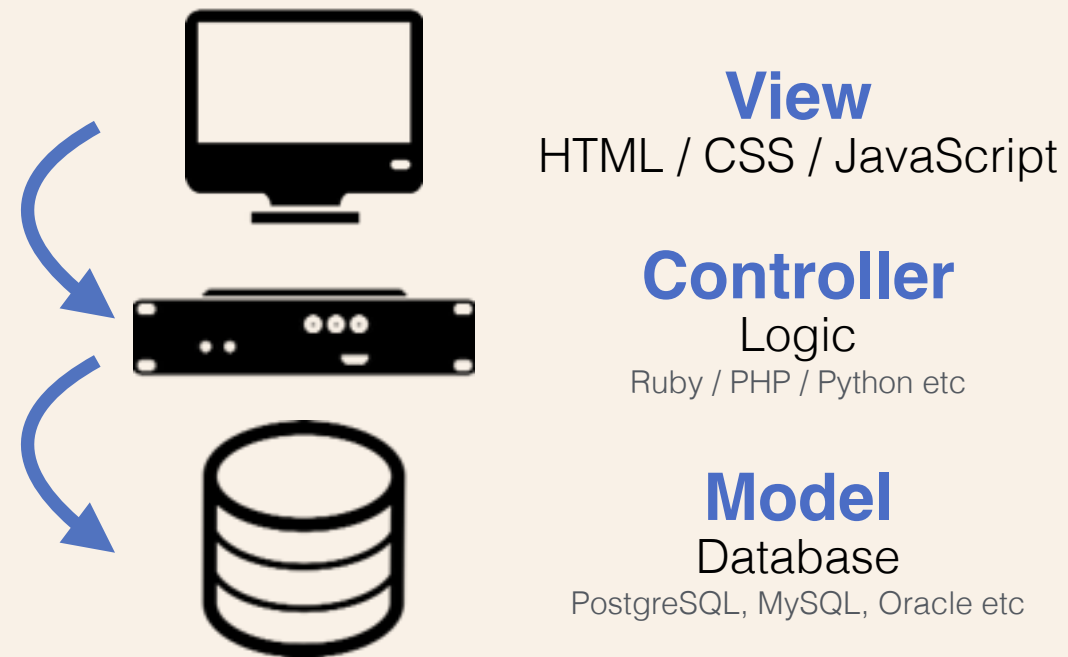 View
HTML / CSS / JavaScript
Controller
Logic
Ruby / PHP / Python etc
Model
Database
PostgreSQL, MySQL, Oracle etc